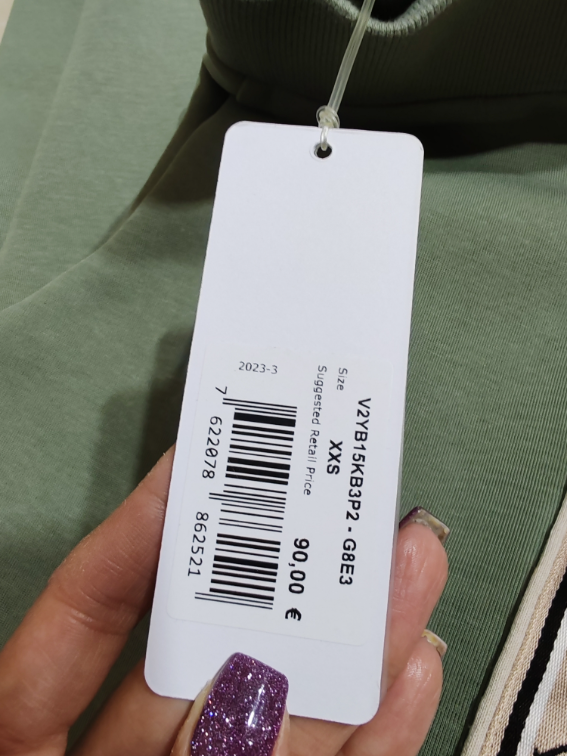 V2YB15KB3P2 - G8E3
Size XXS
Suggested Retail Price 90,00 €
2023-3
7 622078 862521